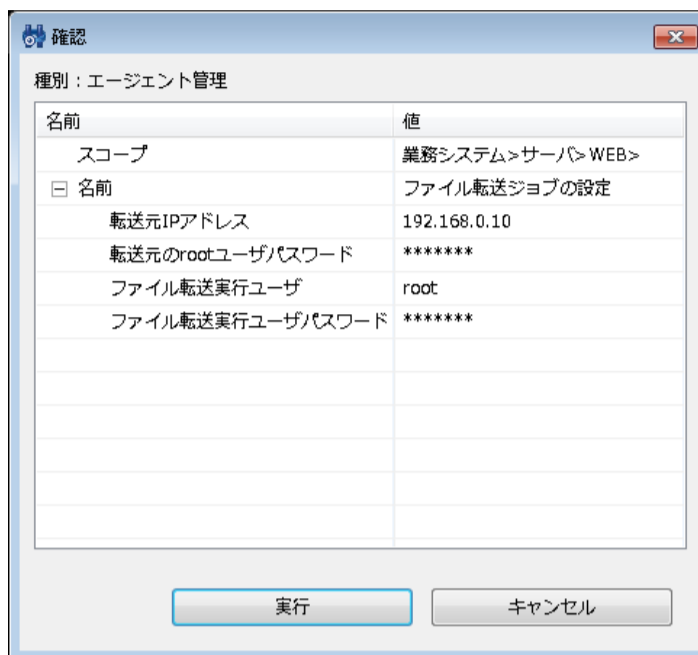 確認
種別：エージェント管理
名前 値
スコープ 業務システム>サーバ>WEB>
名前 ファイル転送ジョブの設定
転送元IPアドレス 192.168.0.10
転送元のrootユーザパスワード *******
ファイル転送実行ユーザ root
ファイル転送実行ユーザパスワード *******
実行 キャンセル